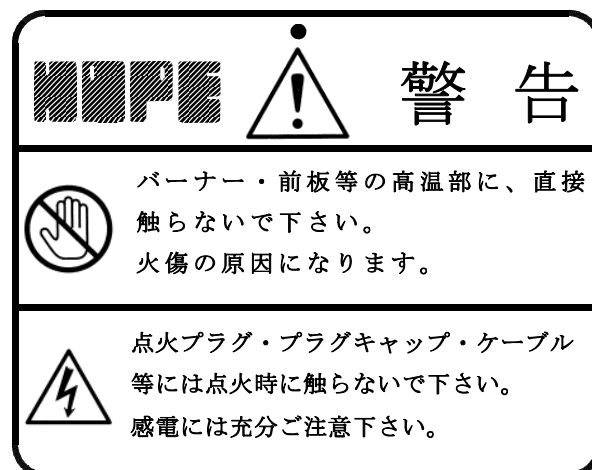 HOPE 警告
バーナー・前板等の高温部に、直接
触らないで下さい。
火傷の原因になります。
点火プラグ・プラグキャップ・ケーブル
等には点火時に触らないで下さい。
感電には充分ご注意下さい。